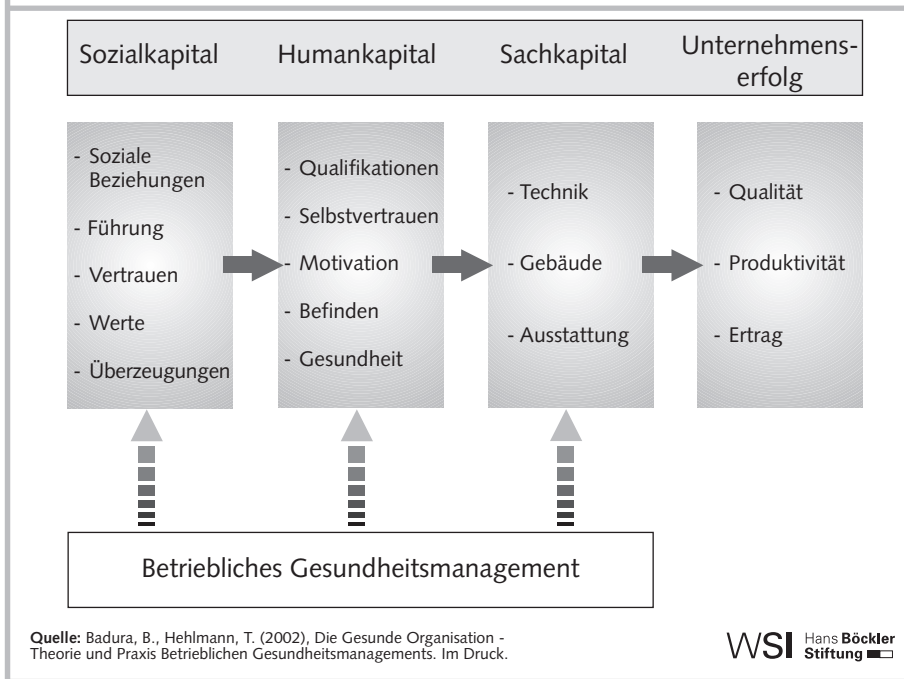 Sozialkapital
Humankapital
Sachkapital
Unternehmens-
erfolg
- Soziale
Beziehungen
- Führung
- Vertrauen
- Werte
- Überzeugungen
- Qualifikationen
- Selbstvertrauen
- Motivation
- Befinden
- Gesundheit
- Technik
- Gebäude
- Ausstattung
- Qualität
- Produktivität
- Ertrag
Betriebliches Gesundheitsmanagement
Quelle: Badura, B., Hehlmann, T. (2002), Die Gesunde Organisation -
Theorie und Praxis Betrieblichen Gesundheitsmanagements. Im Druck.
WSI Hans Böckler
Stiftung